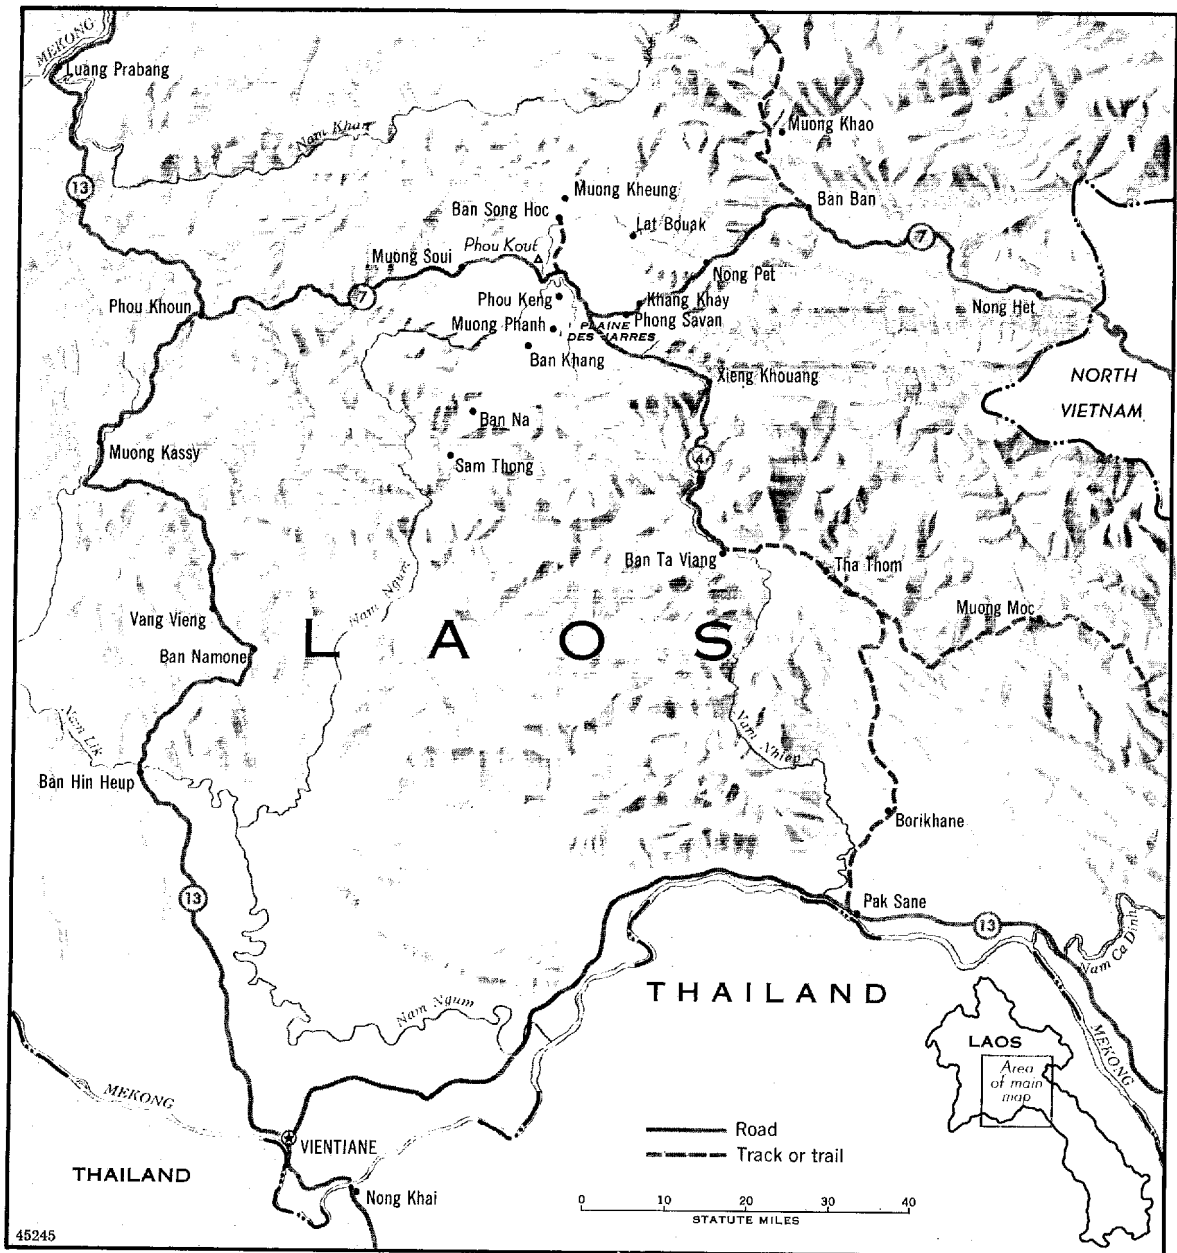 MEKONG
Luang Prabang
Nam Khan
Muong Khao
13
Muong Kheung
Ban Song Hoc
Ban Ban
Lat Bouak
Phou Kout
Muong Soui
7
Nong Pet
Phou Khoun
7
Phou Keng
Khang Khay
Nong Het
Muong Phanh
Phong Savan
PLAINE
DES JARRES
Ban Khang
Xieng Khouang
NORTH
VIETNAM
Ban Na
Muong Kassy
Sam Thong
4
Ban Ta Viang
Tha Thom
Nam Ngum
Muong Moc
Vang Vieng
LAOS
Ban Namone
Nam Lik
Nam Nhiep
Ban Hin Heup
Borikhane
13
Pak Sane
13
Nam Ca Dinh
THAILAND
Nam Ngum
LAOS
MEKONG
Area
of main
map
MEKONG
Road
VIENTIANE
Track or trail
THAILAND
Nong Khai
0 10 20 30 40
STATUTE MILES
45245